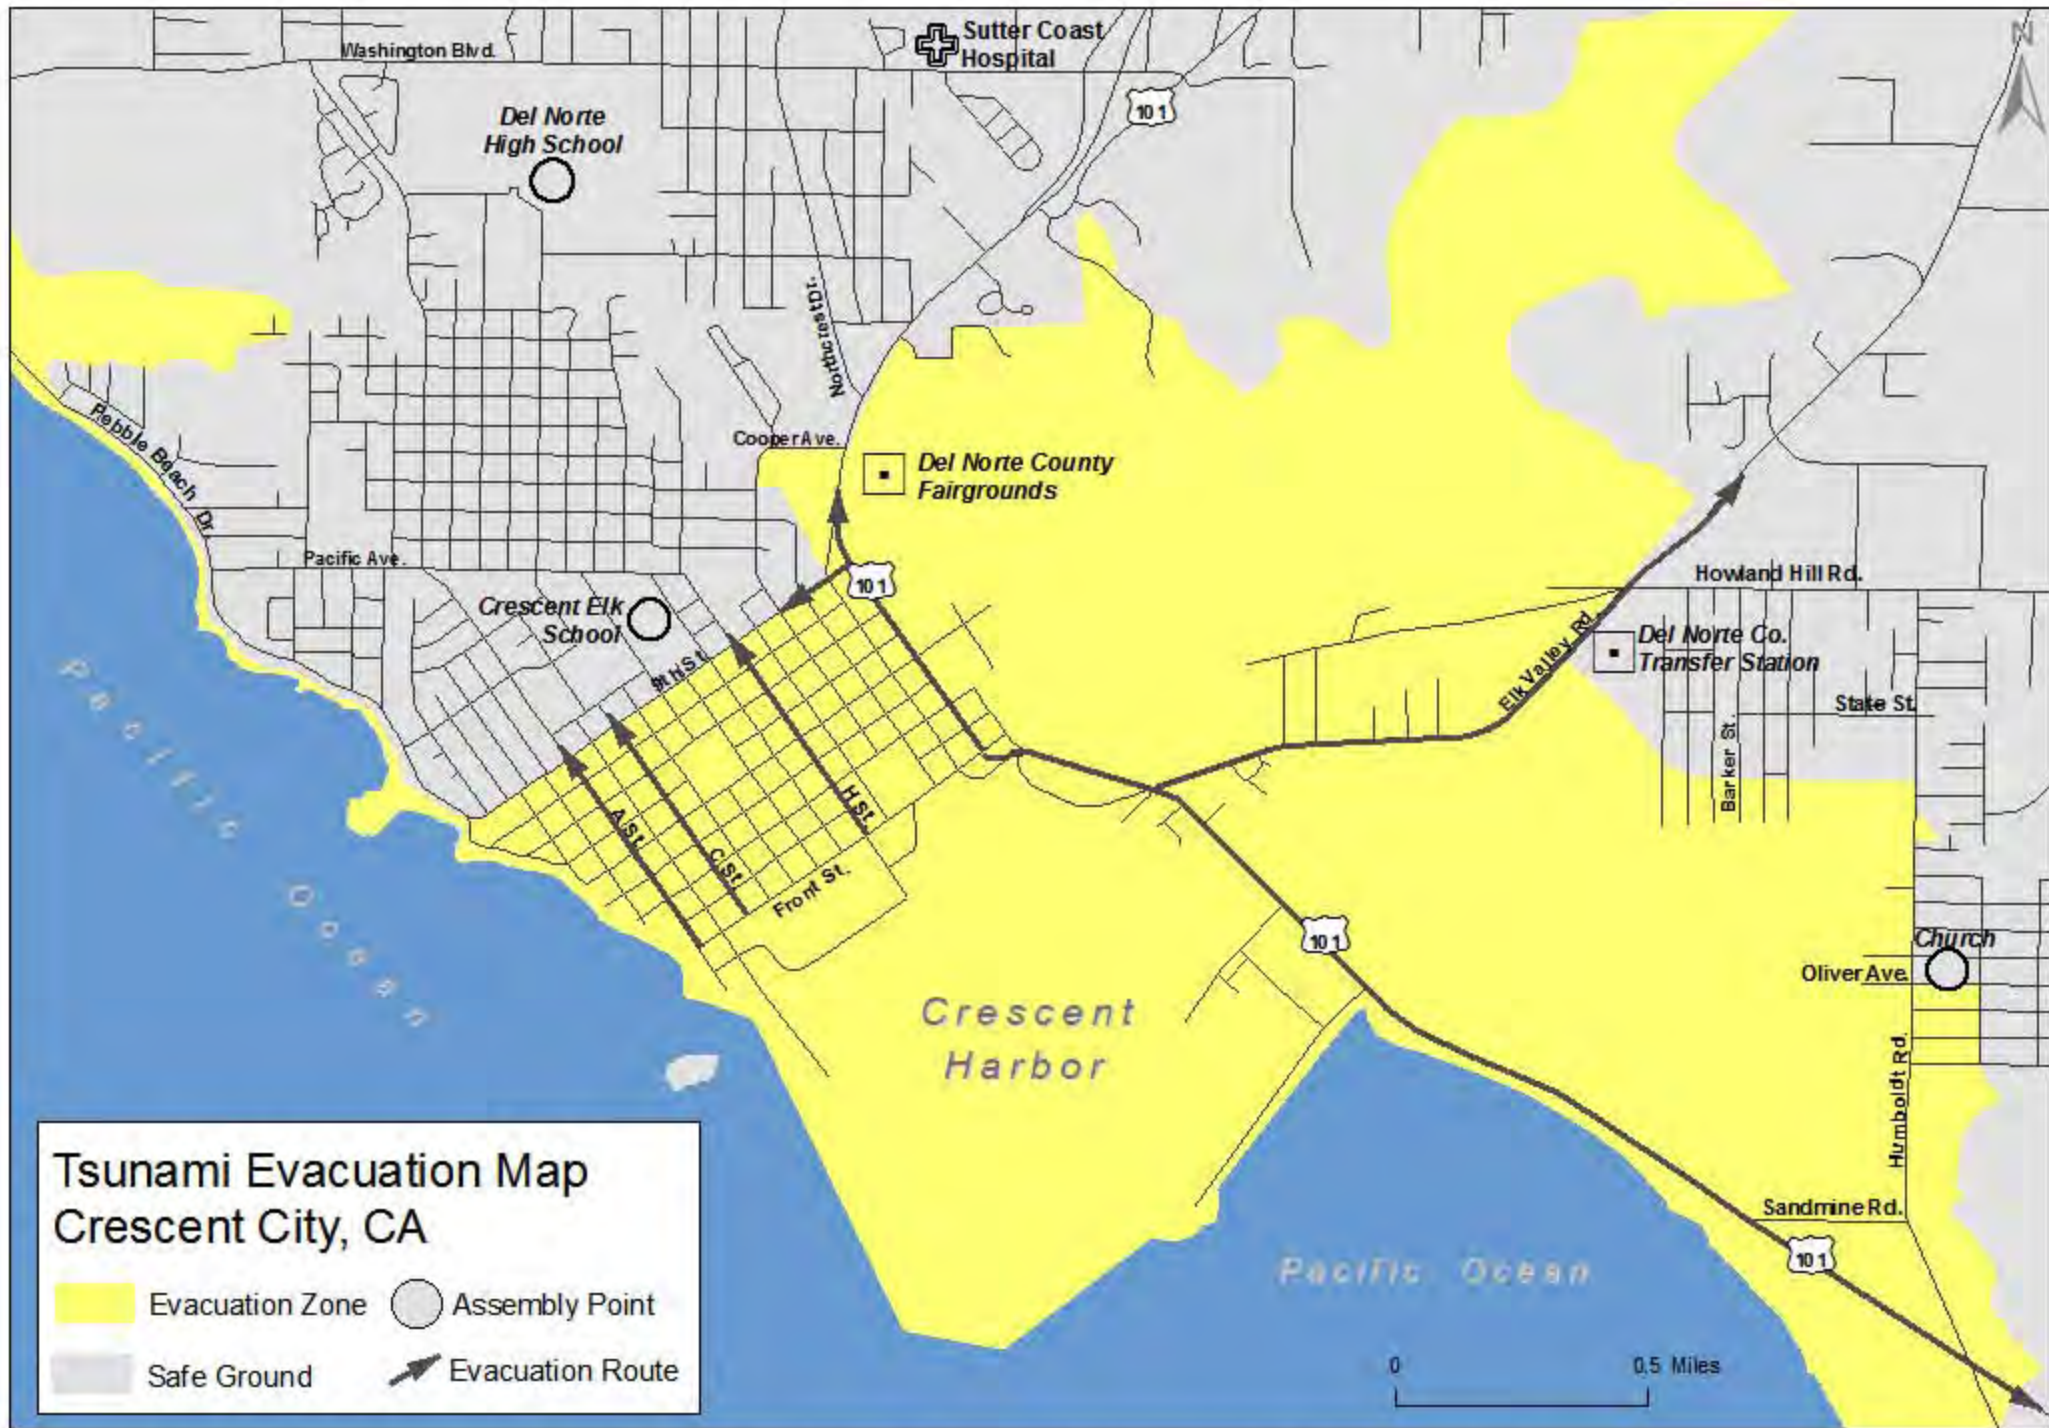 Washington Blvd.
Sutter Coast
Hospital
N
101
Del Norte
High School
Northcrest Dr.
Pebble Beach Dr.
Cooper Ave.
Del Norte County
Fairgrounds
Pacific Ave.
101
Howland Hill Rd.
Crescent Elk
School
Del Norte Co.
Transfer Station
9tH St.
Elk Valley Rd.
State St.
Barker St.
A St.
C St.
H St.
Front St.
Pacific Ocean
101
Church
Oliver Ave.
Crescent
Harbor
Humboldt Rd.
Sandmine Rd.
101
Pacific Ocean
Tsunami Evacuation Map
Crescent City, CA
Evacuation Zone
Assembly Point
Safe Ground
Evacuation Route
0 0.5 Miles